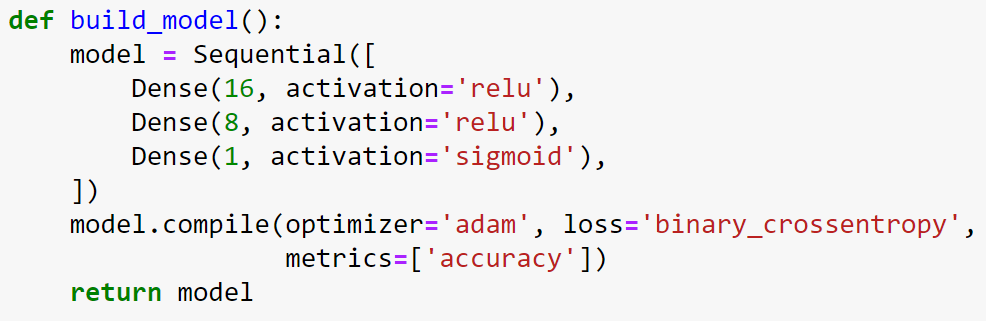 def build_model():
    model = Sequential([
        Dense(16, activation='relu'),
        Dense(8, activation='relu'),
        Dense(1, activation='sigmoid'),
    ])
    model.compile(optimizer='adam', loss='binary_crossentropy',
                  metrics=['accuracy'])
    return model